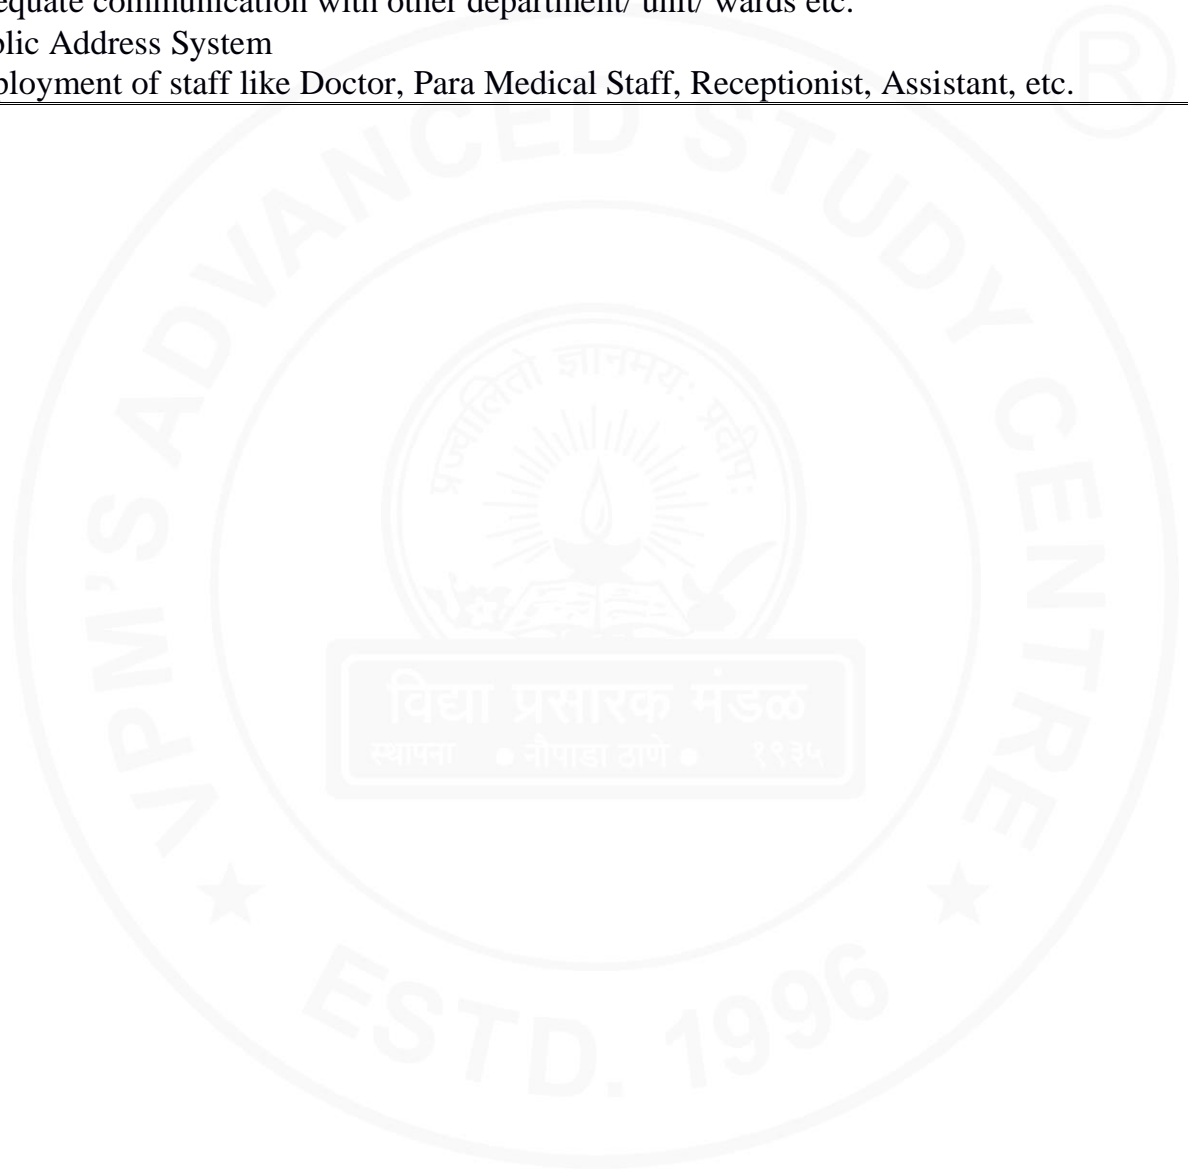 equate communication with other department/ unit/ wards etc.
blic Address System
ployment of staff like Doctor, Para Medical Staff, Receptionist, Assistant, etc.
®
VPM'S ADVANCED STUDY CENTRE
प्रज्वालितो ज्ञानमयः प्रदीपः
विद्या प्रसारक मंडळ
स्थापना ● नौपाडा ठाणे ● १९३५
★ ESTD. 1996 ★